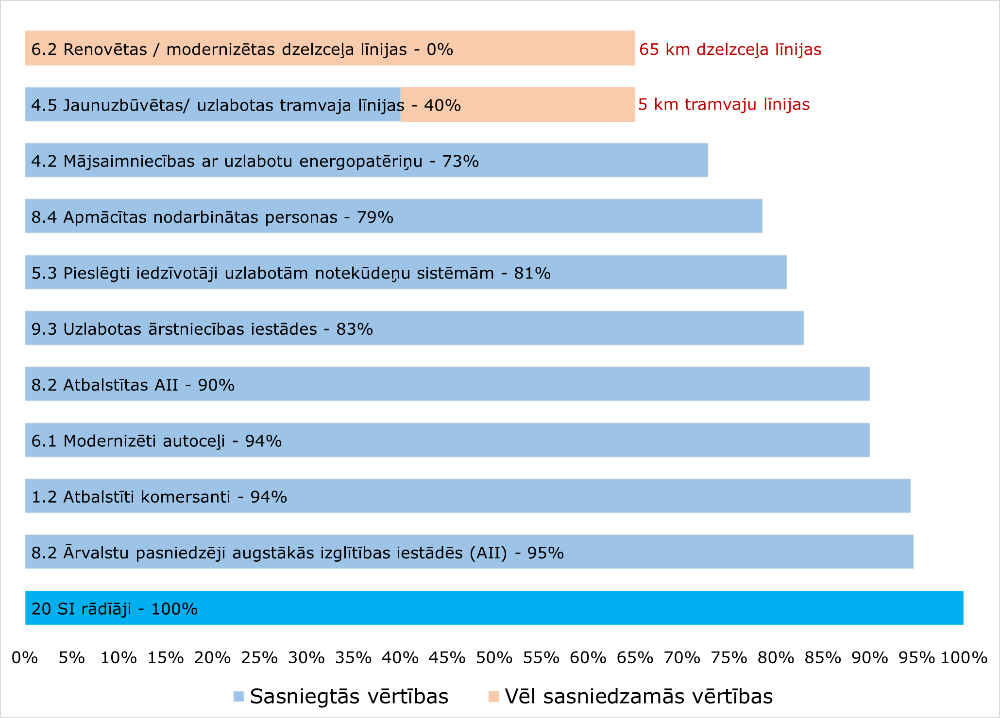 6.2 Renovētas / modernizētas dzelzceļa līnijas - 0%
65 km dzelzceļa līnijas
4.5 Jaunuzbūvētas/ uzlabotas tramvaja līnijas - 40%
5 km tramvaju līnijas
4.2 Mājsaimniecības ar uzlabotu energopatēriņu - 73%
8.4 Apmācītas nodarbinātas personas - 79%
5.3 Pieslēgti iedzīvotāji uzlabotām notekūdeņu sistēmām - 81%
9.3 Uzlabotas ārstniecības iestādes - 83%
8.2 Atbalstītas AII - 90%
6.1 Modernizēti autoceļi - 94%
1.2 Atbalstīti komersanti - 94%
8.2 Ārvalstu pasniedzēji augstākās izglītības iestādēs (AII) - 95%
20 SI rādīāji - 100%
0% 5% 10% 15% 20% 25% 30% 35% 40% 45% 50% 55% 60% 65% 70% 75% 80% 85% 90% 95% 100%
Sasniegtās vērtības
Vēl sasniedzamās vērtības